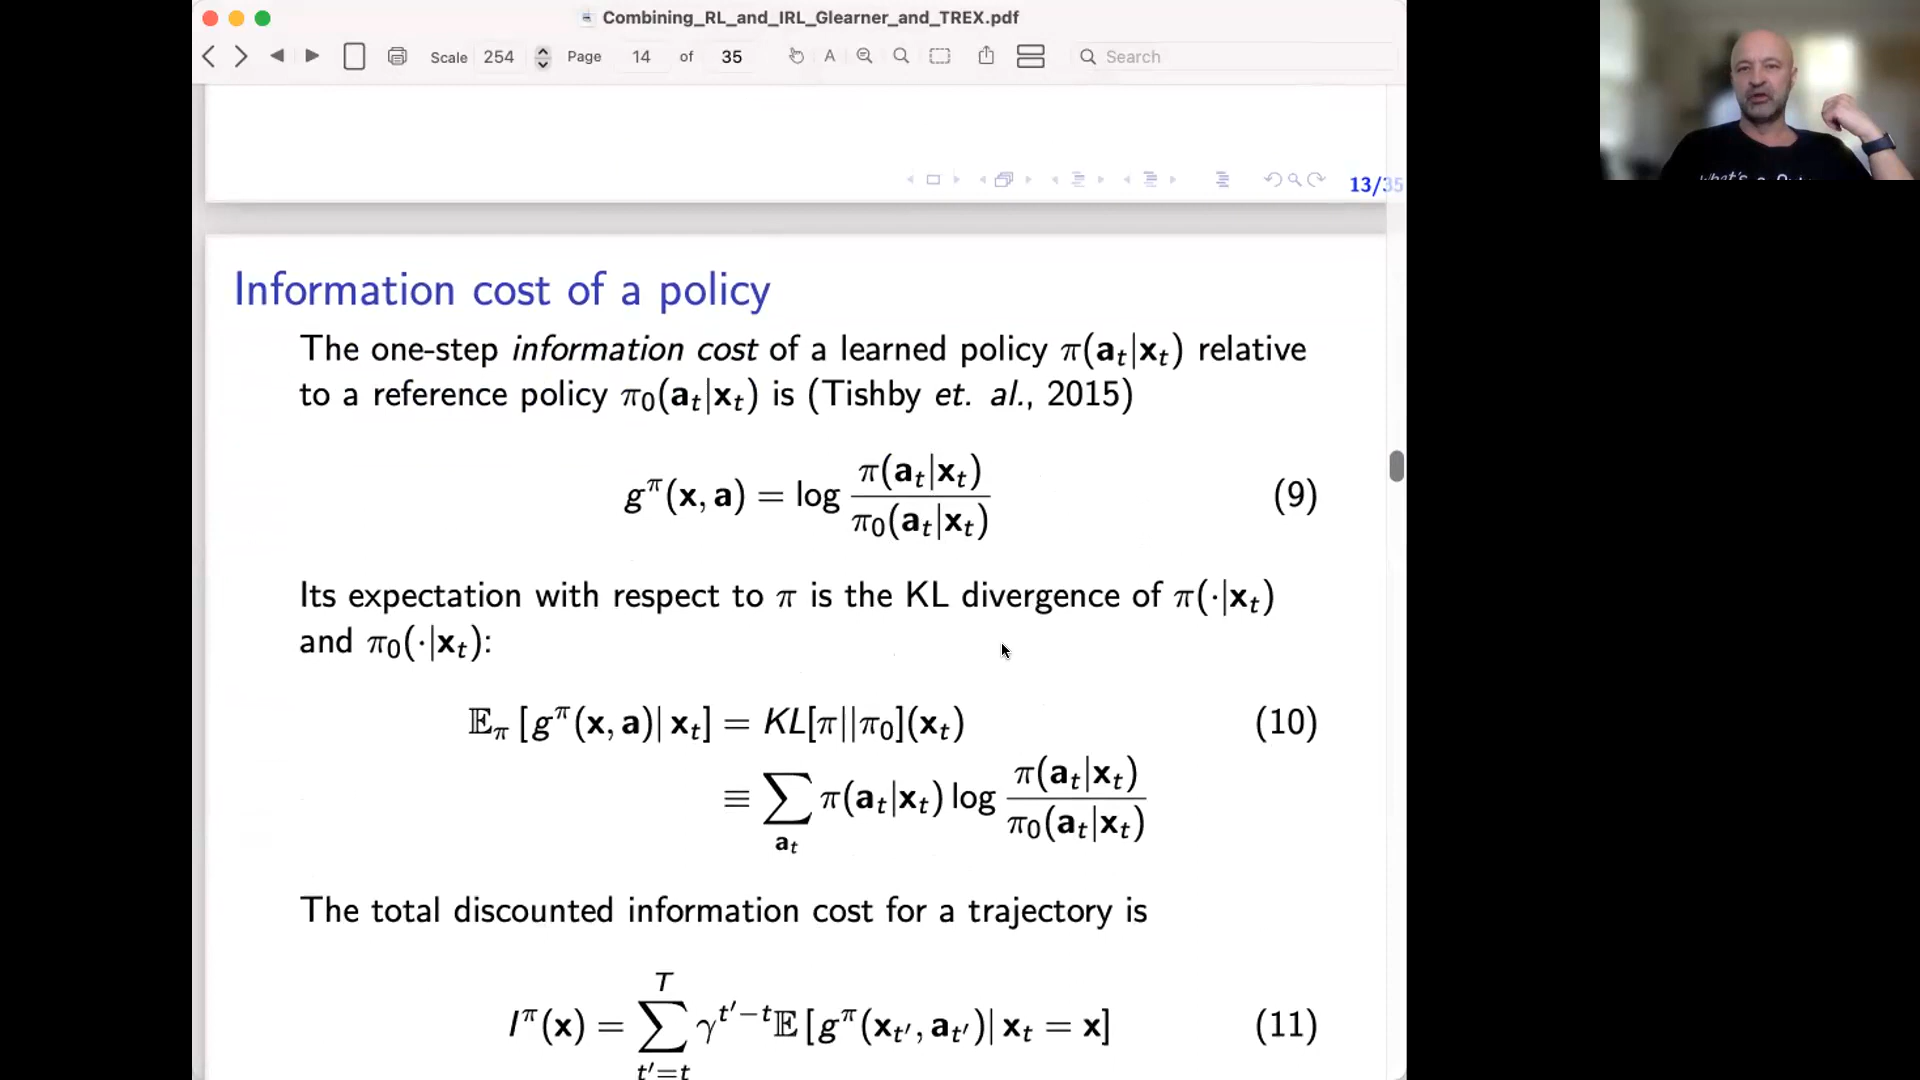 Combining_RL_and_IRL_Glearner_and_TREX.pdf
Scale 254 Page 14 of 35 A Search
13/35
Information cost of a policy
The one-step information cost of a learned policy π(a_t|x_t) relative
to a reference policy π_0(a_t|x_t) is (Tishby et. al., 2015)
g^π(x, a) = log π(a_t|x_t) / π_0(a_t|x_t) (9)
Its expectation with respect to π is the KL divergence of π(·|x_t)
and π_0(·|x_t):
𝔼_π [g^π(x, a)| x_t] = KL[π||π_0](x_t) (10)
≡ ∑_{a_t} π(a_t|x_t) log π(a_t|x_t) / π_0(a_t|x_t)
The total discounted information cost for a trajectory is
I^π(x) = ∑_{t'=t}^{T} γ^{t'−t} 𝔼 [g^π(x_{t'}, a_{t'})| x_t = x] (11)
What's a